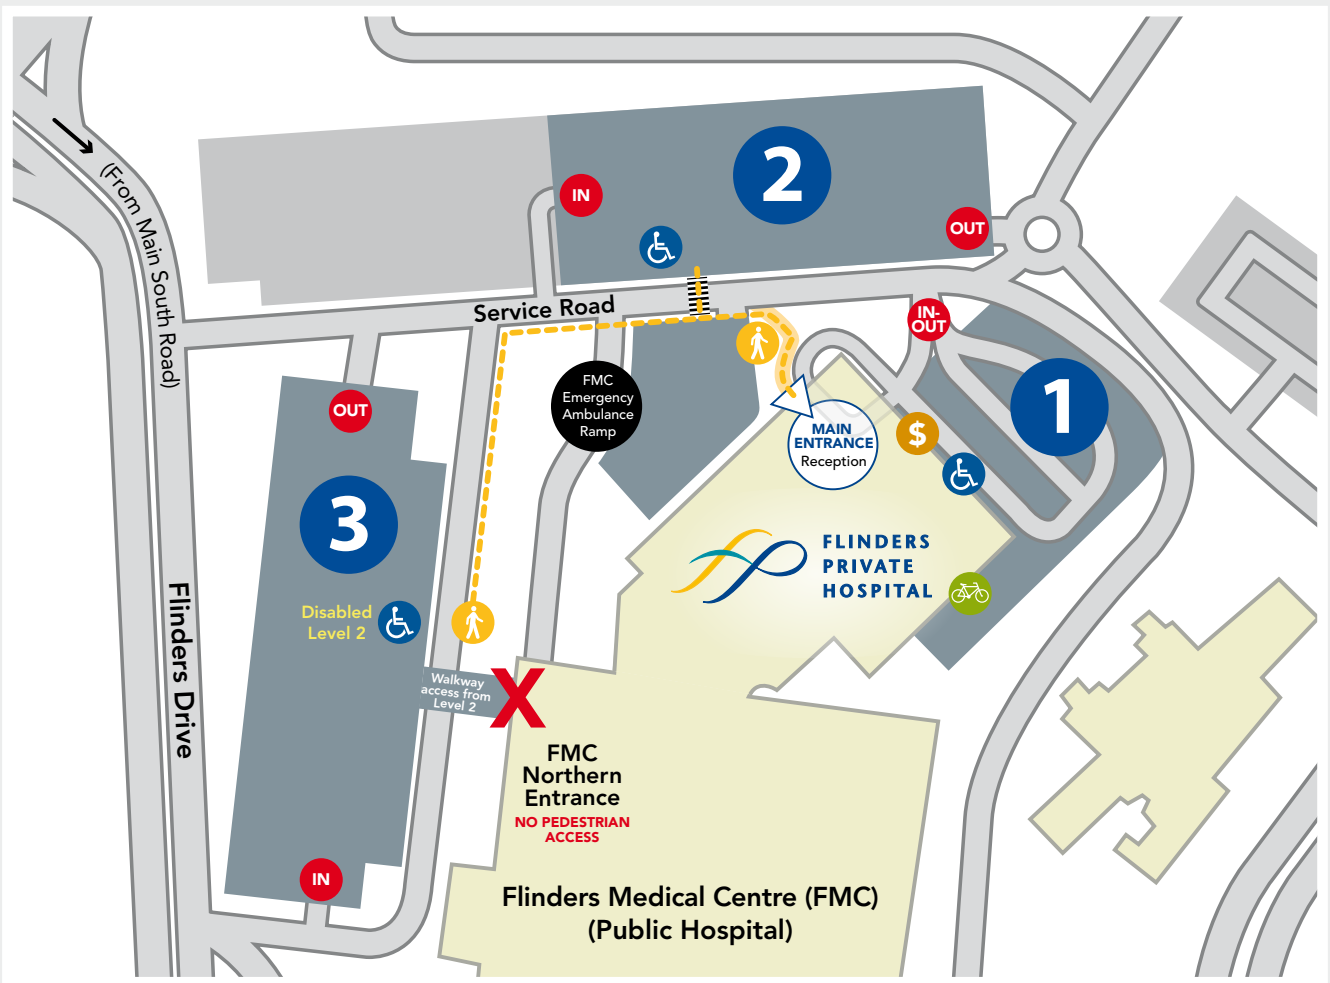 (From Main South Road)
2
IN
OUT
Service Road
IN-
OUT
1
FMC
Emergency
Ambulance
Ramp
OUT
MAIN
ENTRANCE
Reception
$
3
FLINDERS
PRIVATE
HOSPITAL
Disabled
Level 2
Flinders Drive
Walkway
access from
Level 2
X
FMC
Northern
Entrance
NO PEDESTRIAN
ACCESS
IN
Flinders Medical Centre (FMC)
(Public Hospital)